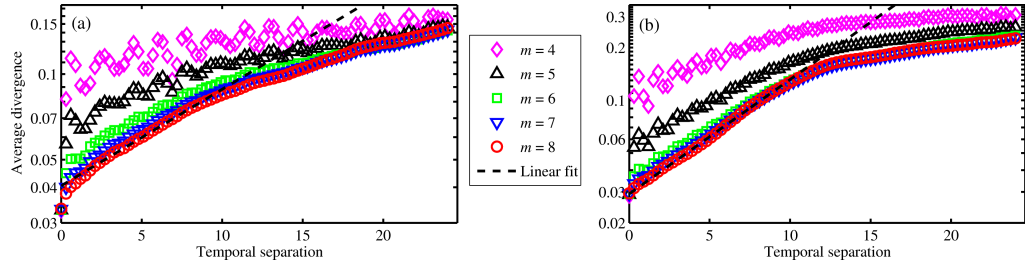 (a)
0.15
0.1
0.07
0.05
0.04
0.03
Average divergence
0 5 10 15 20
Temporal separation
m = 4
m = 5
m = 6
m = 7
m = 8
Linear fit
(b)
0.3
0.2
0.1
0.06
0.03
0.02
0 5 10 15 20
Temporal separation